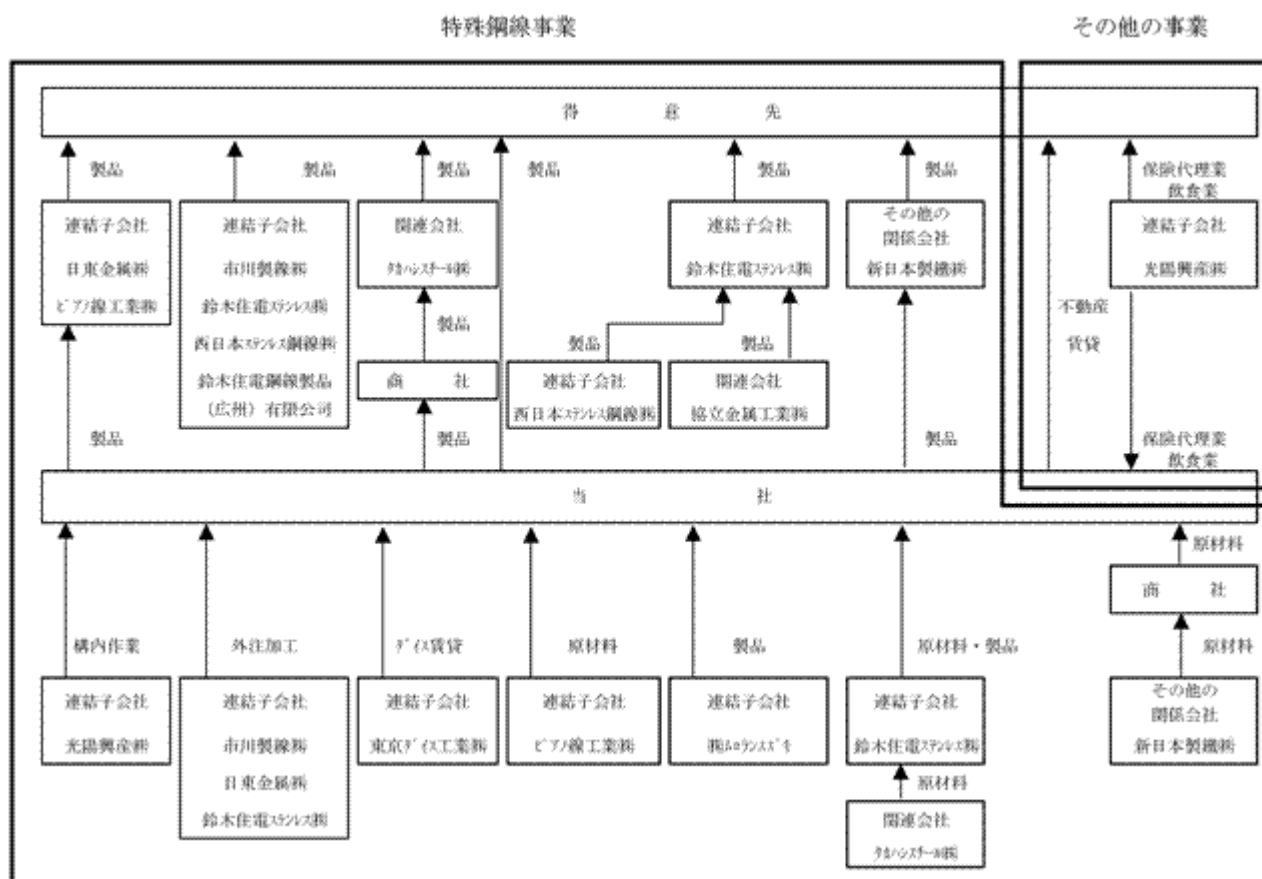 特殊鋼線事業
その他の事業
得 意 先
製品
製品
製品
製品
製品
製品
保険代理業
飲食業
連結子会社
日東金属㈱
ピアノ線工業㈱
連結子会社
市川製線㈱
鈴木住電ステンレス㈱
西日本ステンレス鋼線㈱
鈴木住電鋼線製品
(広州)有限公司
関連会社
タカハシスチール㈱
連結子会社
鈴木住電ステンレス㈱
その他の
関係会社
新日本製鐵㈱
連結子会社
光陽興産㈱
製品
商 社
製品
製品
連結子会社
西日本ステンレス鋼線㈱
関連会社
協立金属工業㈱
不動産
賃貸
製品
製品
製品
保険代理業
飲食業
当 社
原材料
商 社
構内作業
外注加工
ダイス賃貸
原材料
製品
原材料・製品
原材料
連結子会社
光陽興産㈱
連結子会社
市川製線㈱
日東金属㈱
鈴木住電ステンレス㈱
連結子会社
東京ダイス工業㈱
連結子会社
ピアノ線工業㈱
連結子会社
連結子会社
鈴木住電ステンレス㈱
その他の
関係会社
新日本製鐵㈱
原材料
関連会社
タカハシスチール㈱